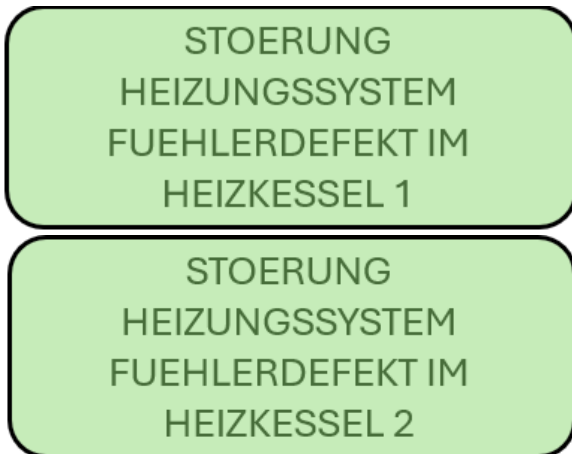 STOERUNG
HEIZUNGSSYSTEM
FUEHLERDEFEKT IM
HEIZKESSEL 1
STOERUNG
HEIZUNGSSYSTEM
FUEHLERDEFEKT IM
HEIZKESSEL 2